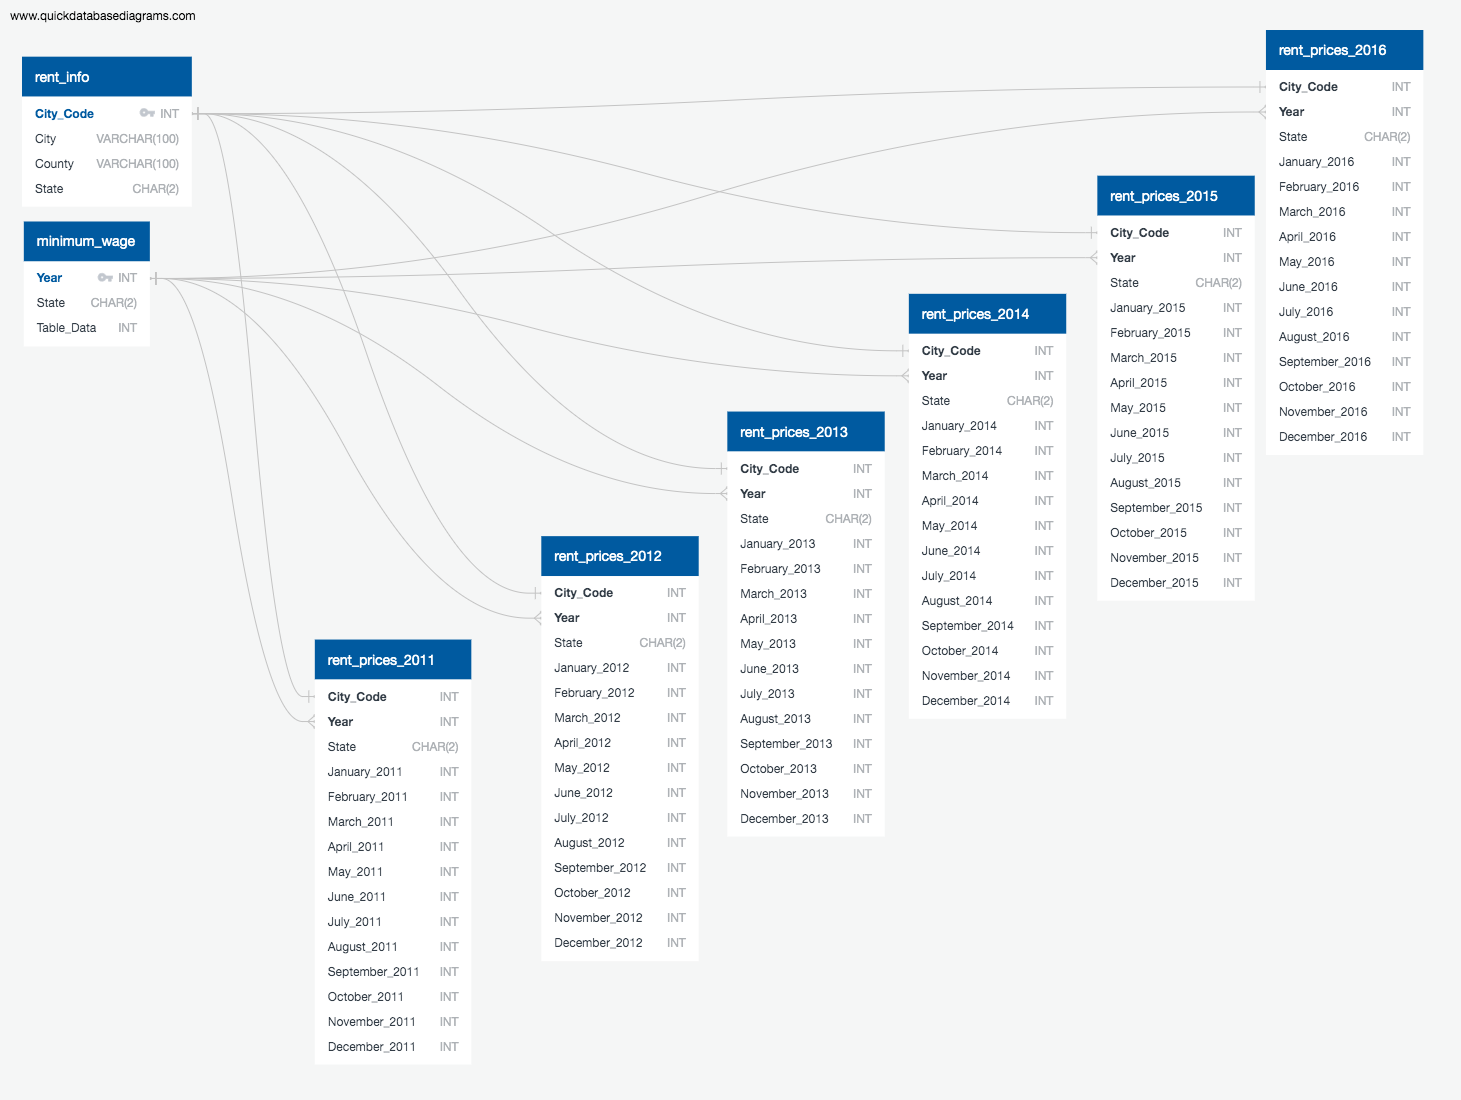 www.quickdatabasediagrams.com
rent_info
City_Code INT
City VARCHAR(100)
County VARCHAR(100)
State CHAR(2)
minimum_wage
Year INT
State CHAR(2)
Table_Data INT
rent_prices_2011
City_Code INT
Year INT
State CHAR(2)
January_2011 INT
February_2011 INT
March_2011 INT
April_2011 INT
May_2011 INT
June_2011 INT
July_2011 INT
August_2011 INT
September_2011 INT
October_2011 INT
November_2011 INT
December_2011 INT
rent_prices_2012
City_Code INT
Year INT
State CHAR(2)
January_2012 INT
February_2012 INT
March_2012 INT
April_2012 INT
May_2012 INT
June_2012 INT
July_2012 INT
August_2012 INT
September_2012 INT
October_2012 INT
November_2012 INT
December_2012 INT
rent_prices_2013
City_Code INT
Year INT
State CHAR(2)
January_2013 INT
February_2013 INT
March_2013 INT
April_2013 INT
May_2013 INT
June_2013 INT
July_2013 INT
August_2013 INT
September_2013 INT
October_2013 INT
November_2013 INT
December_2013 INT
rent_prices_2014
City_Code INT
Year INT
State CHAR(2)
January_2014 INT
February_2014 INT
March_2014 INT
April_2014 INT
May_2014 INT
June_2014 INT
July_2014 INT
August_2014 INT
September_2014 INT
October_2014 INT
November_2014 INT
December_2014 INT
rent_prices_2015
City_Code INT
Year INT
State CHAR(2)
January_2015 INT
February_2015 INT
March_2015 INT
April_2015 INT
May_2015 INT
June_2015 INT
July_2015 INT
August_2015 INT
September_2015 INT
October_2015 INT
November_2015 INT
December_2015 INT
rent_prices_2016
City_Code INT
Year INT
State CHAR(2)
January_2016 INT
February_2016 INT
March_2016 INT
April_2016 INT
May_2016 INT
June_2016 INT
July_2016 INT
August_2016 INT
September_2016 INT
October_2016 INT
November_2016 INT
December_2016 INT